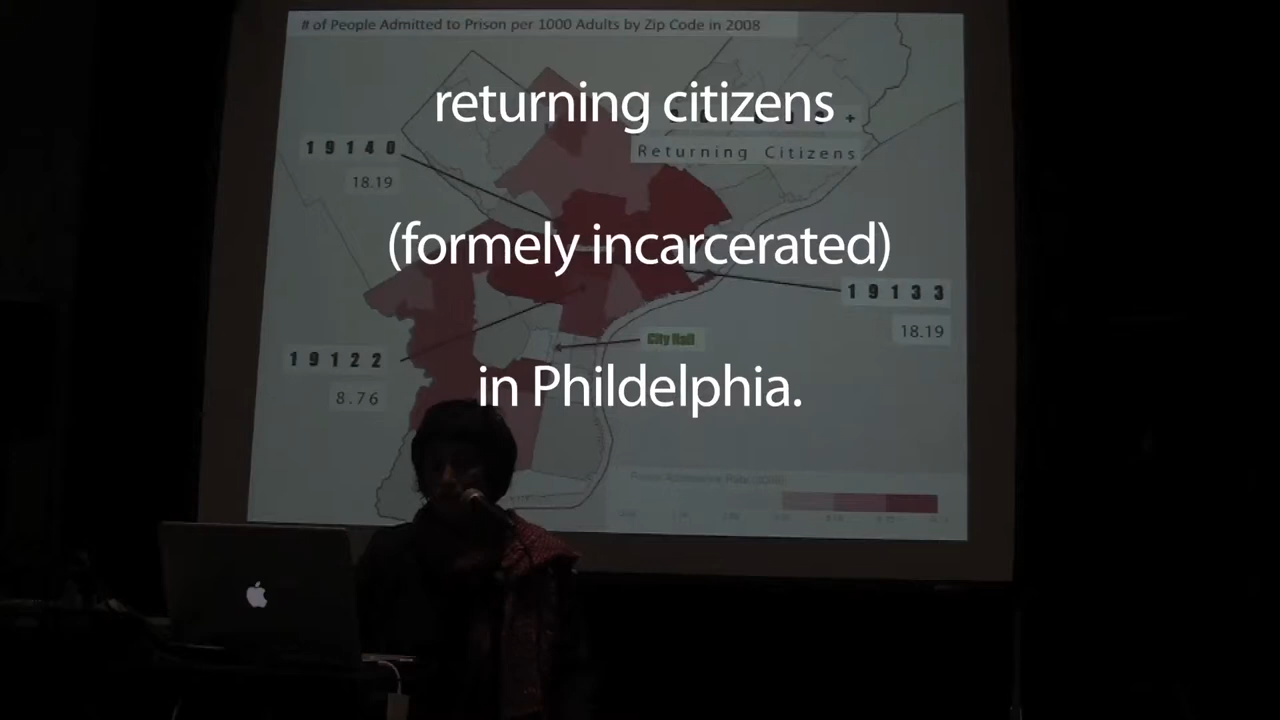 # of People Admitted to Prison per 1000 Adults by Zip Code in 2008
returning citizens
+
Returning Citizens
19140
18.19
(formely incarcerated)
19133
18.19
City Hall
19122
8.76
in Phildelphia.